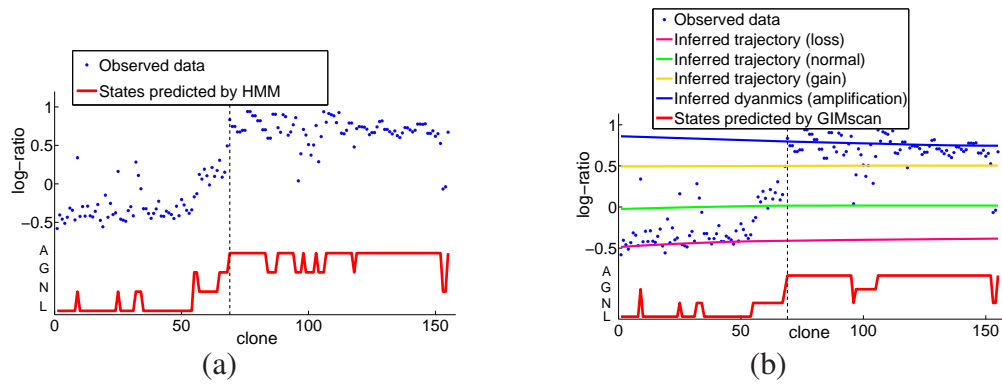 Observed data
States predicted by HMM
log−ratio
1
0.5
0
−0.5
A
G
N
L
0
50
100
150
clone
(a)
Observed data
Inferred trajectory (loss)
Inferred trajectory (normal)
Inferred trajectory (gain)
Inferred dyanmics (amplification)
States predicted by GIMscan
log−ratio
1
0.5
0
−0.5
A
G
N
L
0
50
100
150
clone
(b)